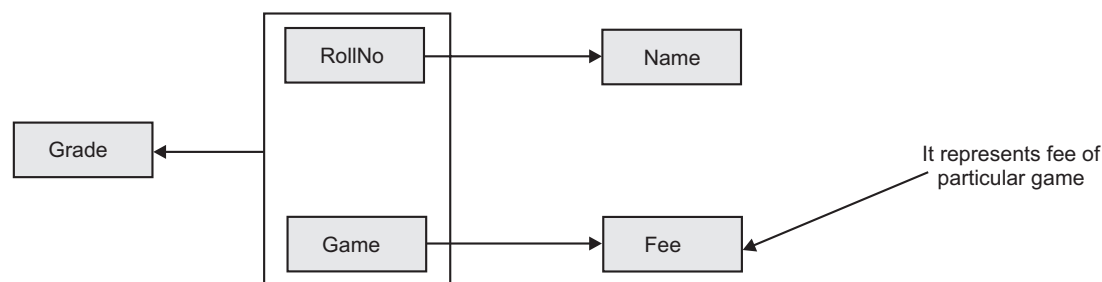 RollNo
Name
Grade
It represents fee of
particular game
Game
Fee